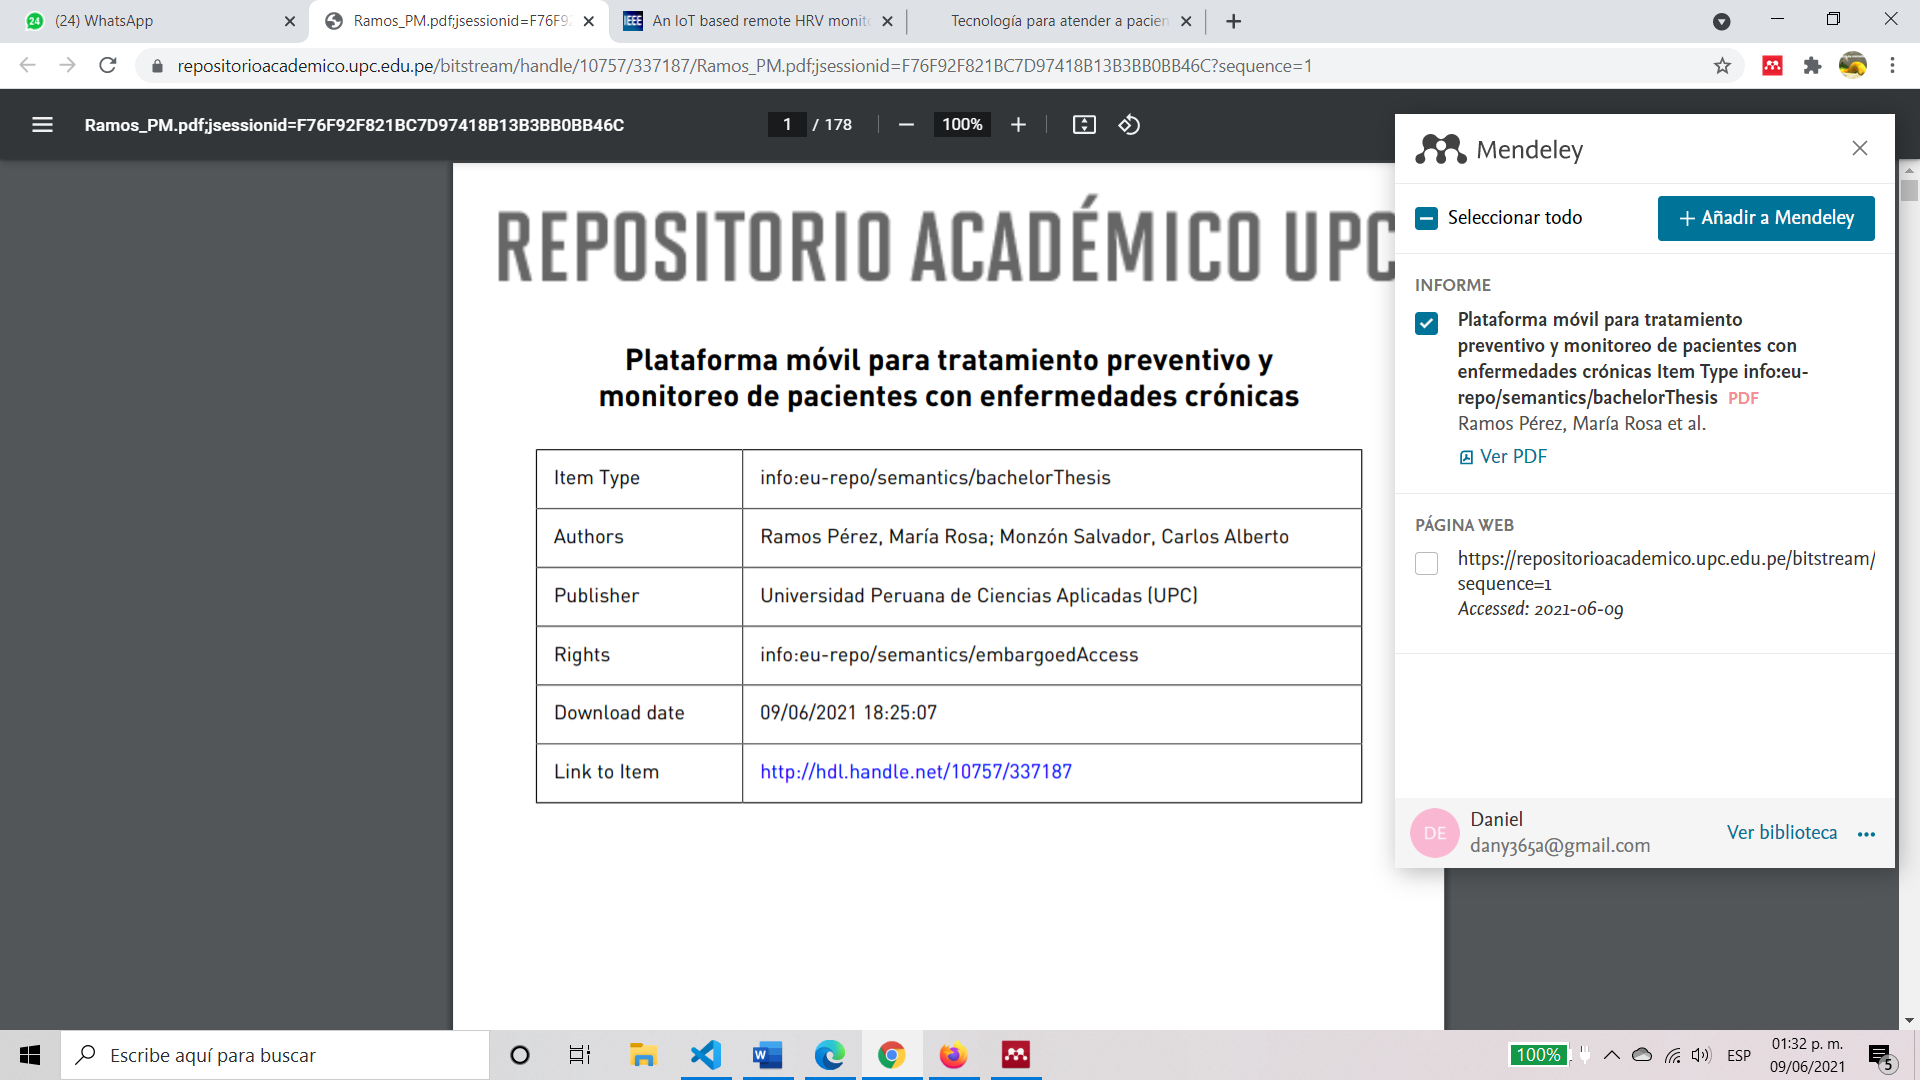 (24) WhatsApp
Ramos_PM.pdf;jsessionid=F76F9
IEEE An IoT based remote HRV monit
Tecnología para atender a pacien
repositorioacademico.upc.edu.pe/bitstream/handle/10757/337187/Ramos_PM.pdf;jsessionid=F76F92F821BC7D97418B13B3BB0BB46C?sequence=1
Ramos_PM.pdf;jsessionid=F76F92F821BC7D97418B13B3BB0BB46C
1 / 178
100%
REPOSITORIO ACADÉMICO UPC
Plataforma móvil para tratamiento preventivo y
monitoreo de pacientes con enfermedades crónicas
Item Type info:eu-repo/semantics/bachelorThesis
Authors Ramos Pérez, María Rosa; Monzón Salvador, Carlos Alberto
Publisher Universidad Peruana de Ciencias Aplicadas (UPC)
Rights info:eu-repo/semantics/embargoedAccess
Download date 09/06/2021 18:25:07
Link to Item http://hdl.handle.net/10757/337187
Mendeley
Seleccionar todo
+ Añadir a Mendeley
INFORME
Plataforma móvil para tratamiento
preventivo y monitoreo de pacientes con
enfermedades crónicas Item Type info:eu-
repo/semantics/bachelorThesis PDF
Ramos Pérez, María Rosa et al.
Ver PDF
PÁGINA WEB
https://repositorioacademico.upc.edu.pe/bitstream/
sequence=1
Accessed: 2021-06-09
DE
Daniel
dany365a@gmail.com
Ver biblioteca
Escribe aquí para buscar
100%
ESP
01:32 p. m.
09/06/2021
5